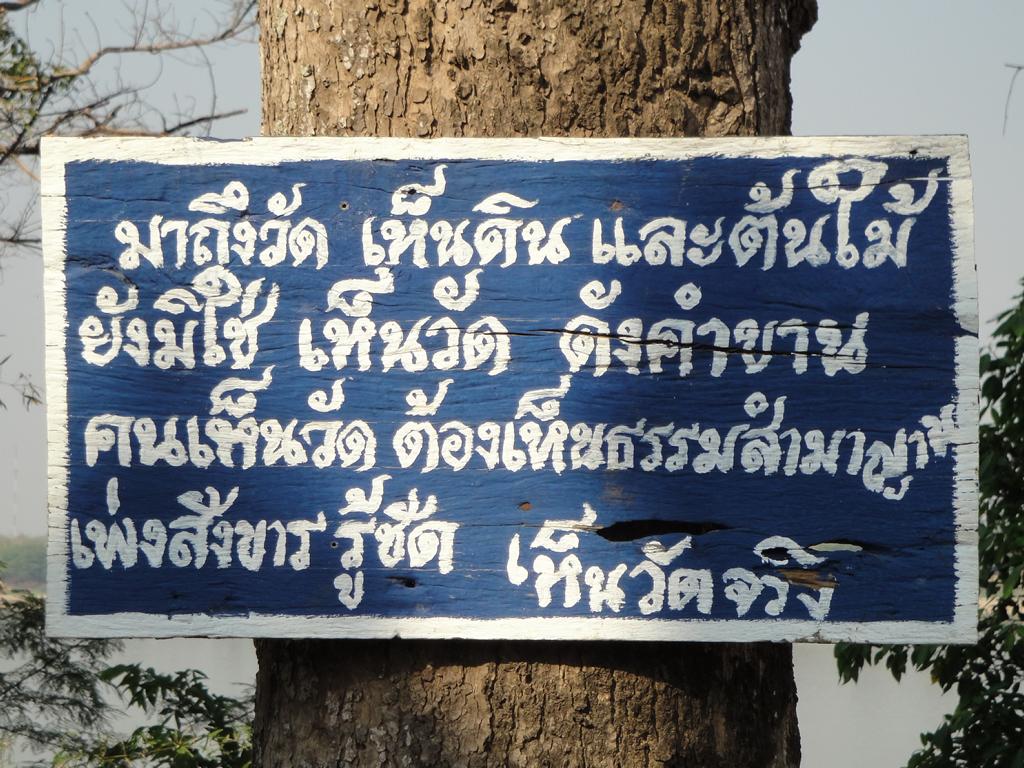 มาถึงวัด เห็นดิน และต้นไม้
ยังมิใช่ เห็นวัด ดังคำขาน
คนเห็นวัด ต้องเห็นธรรมสำมาญาณ
เพ่งสังขาร รู้ชัด เห็นวัดจริง